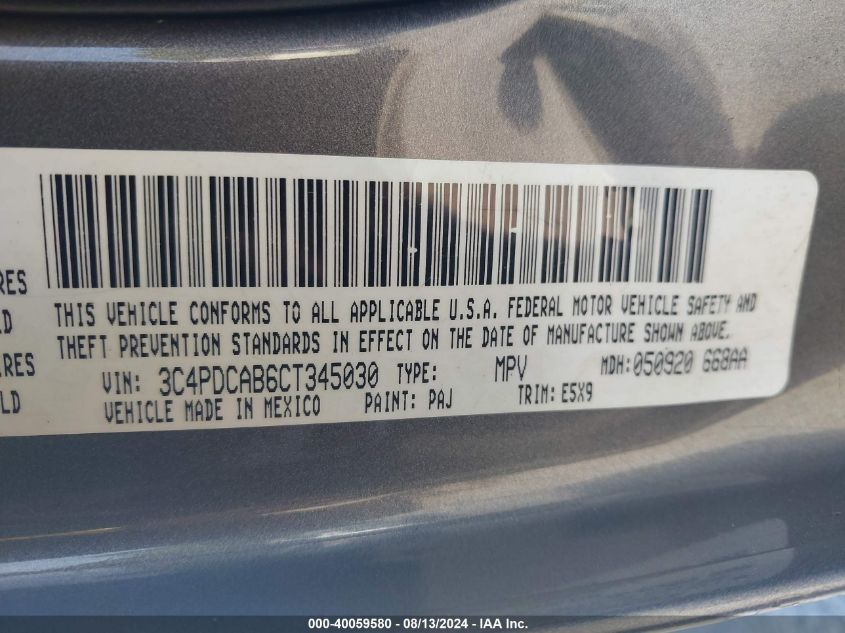 THIS VEHICLE CONFORMS TO ALL APPLICABLE U.S.A. FEDERAL MOTOR VEHICLE SAFETY AND
RES
THEFT PREVENTION STANDARDS IN EFFECT ON THE DATE OF MANUFACTURE SHOWN ABOVE.
LD
VIN: 3C4PDCAB6CT345030 TYPE: MPV MDH:050920 668AA
IRES
VEHICLE MADE IN MEXICO PAINT: PAJ TRIM: E5X9
OLD
000-40059580 - 08/13/2024 - IAA Inc.